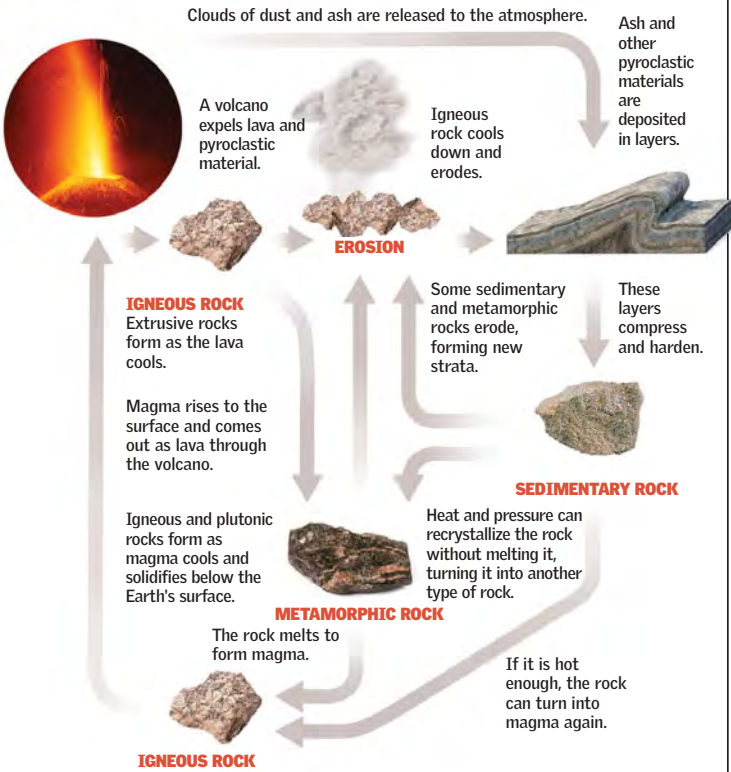 Clouds of dust and ash are released to the atmosphere.
Ash and
other
pyroclastic
materials
are
deposited
in layers.
A volcano
expels lava and
pyroclastic
material.
Igneous
rock cools
down and
erodes.
EROSION
IGNEOUS ROCK
Extrusive rocks
form as the lava
cools.
Some sedimentary
and metamorphic
rocks erode,
forming new
strata.
These
layers
compress
and harden.
Magma rises to the
surface and comes
out as lava through
the volcano.
SEDIMENTARY ROCK
Igneous and plutonic
rocks form as
magma cools and
solidifies below the
Earth's surface.
Heat and pressure can
recrystallize the rock
without melting it,
turning it into another
type of rock.
METAMORPHIC ROCK
The rock melts to
form magma.
If it is hot
enough, the rock
can turn into
magma again.
IGNEOUS ROCK